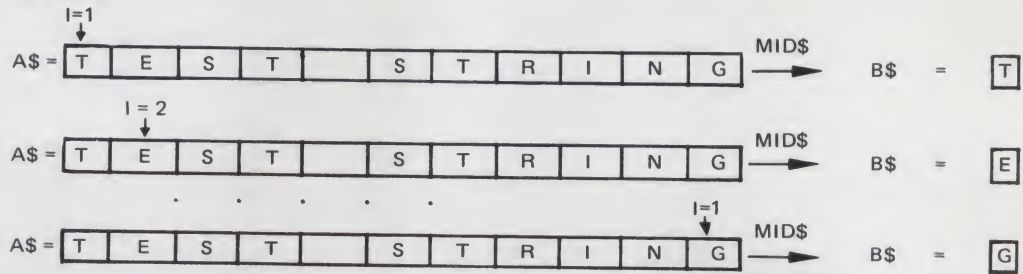 I=1
A$ = T E S T S T R I N G MID$ B$ = T
I = 2
A$ = T E S T S T R I N G MID$ B$ = E
. . . . .
I=1
A$ = T E S T S T R I N G MID$ B$ = G